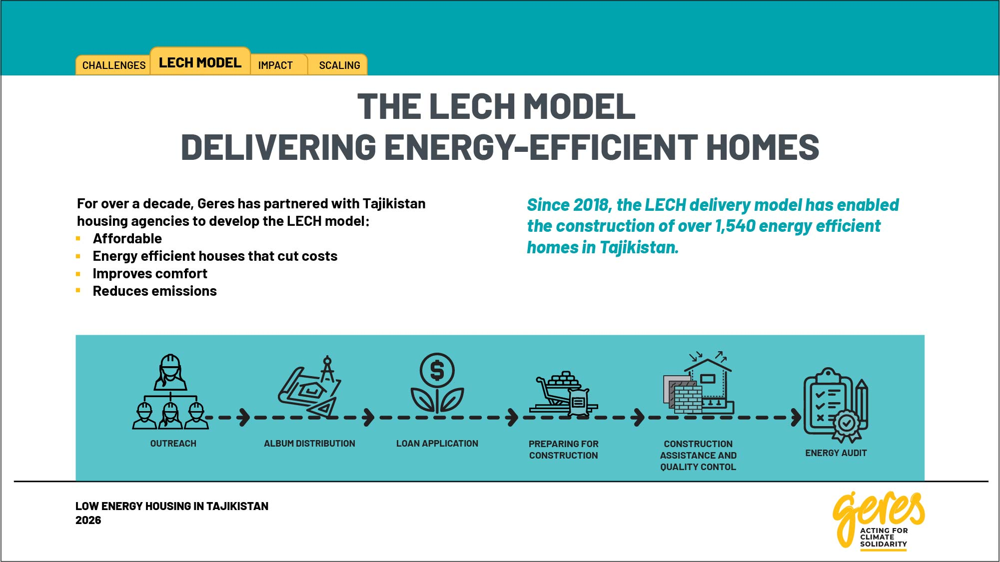 CHALLENGES
LECH MODEL
IMPACT
SCALING
THE LECH MODEL
DELIVERING ENERGY-EFFICIENT HOMES
For over a decade, Geres has partnered with Tajikistan
housing agencies to develop the LECH model:
Affordable
Energy efficient houses that cut costs
Improves comfort
Reduces emissions
Since 2018, the LECH delivery model has enabled
the construction of over 1,540 energy efficient
homes in Tajikistan.
$
OUTREACH
ALBUM DISTRIBUTION
LOAN APPLICATION
PREPARING FOR
CONSTRUCTION
CONSTRUCTION
ASSISTANCE AND
QUALITY CONTOL
ENERGY AUDIT
LOW ENERGY HOUSING IN TAJIKISTAN
2026
geres
ACTING FOR
CLIMATE
SOLIDARITY